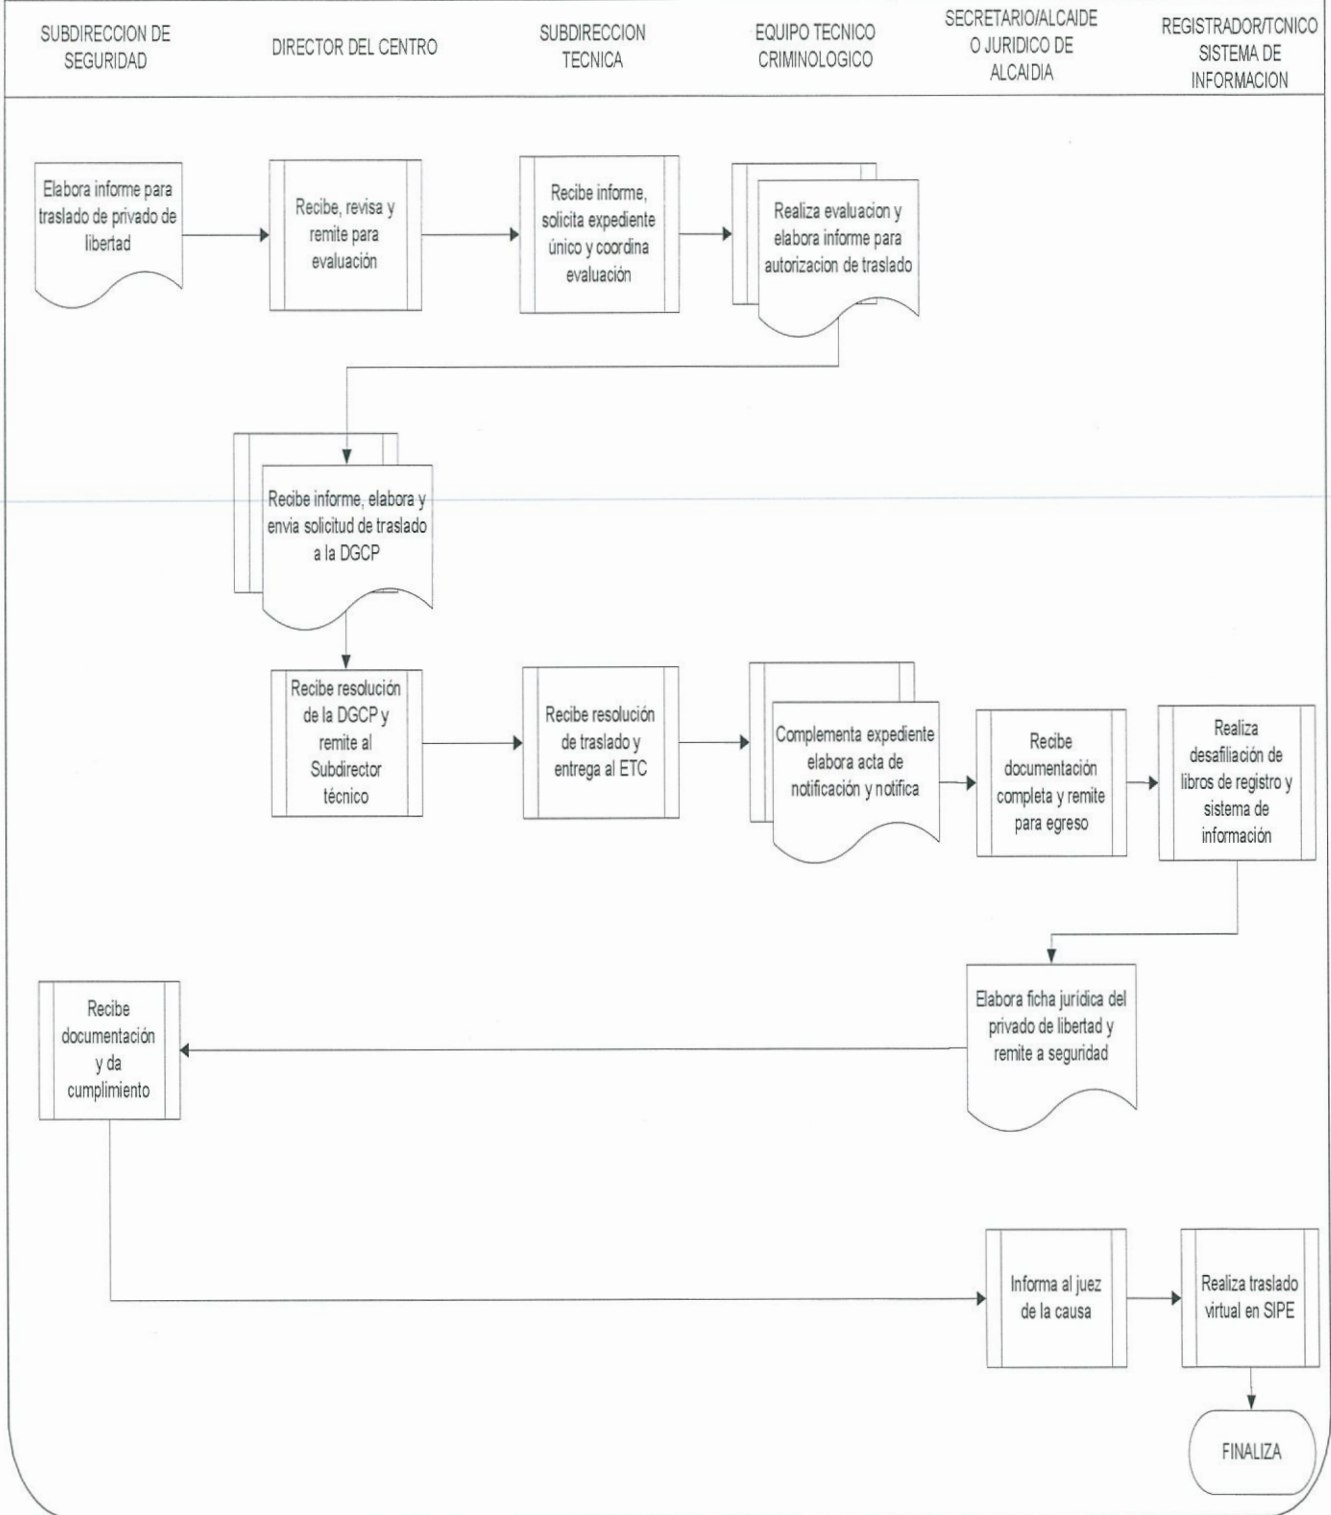 SUBDIRECCION DE
SEGURIDAD
DIRECTOR DEL CENTRO
SUBDIRECCION
TECNICA
EQUIPO TECNICO
CRIMINOLOGICO
SECRETARIO/ALCAIDE
O JURIDICO DE
ALCAIDIA
REGISTRADOR/TCNICO
SISTEMA DE
INFORMACION
Elabora informe para
traslado de privado de
libertad
Recibe, revisa y
remite para
evaluación
Recibe informe,
solicita expediente
único y coordina
evaluación
Realiza evaluacion y
elabora informe para
autorizacion de traslado
Recibe informe, elabora y
envia solicitud de traslado
a la DGCP
Recibe resolución
de la DGCP y
remite al
Subdirector
técnico
Recibe resolución
de traslado y
entrega al ETC
Complementa expediente
elabora acta de
notificación y notifica
Recibe
documentación
completa y remite
para egreso
Realiza
desafiliación de
libros de registro y
sistema de
información
Elabora ficha jurídica del
privado de libertad y
remite a seguridad
Recibe
documentación
y da
cumplimiento
Informa al juez
de la causa
Realiza traslado
virtual en SIPE
FINALIZA